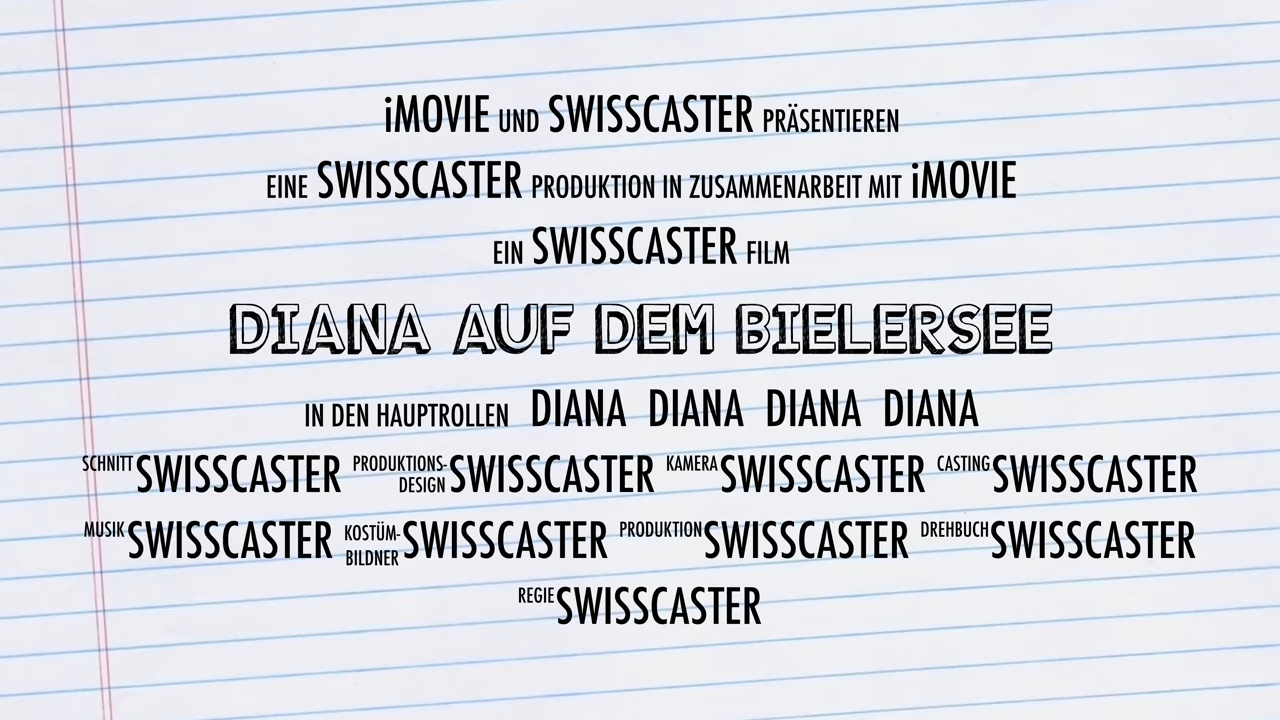 iMOVIE UND SWISSCASTER PRÄSENTIEREN
EINE SWISSCASTER PRODUKTION IN ZUSAMMENARBEIT MIT iMOVIE
EIN SWISSCASTER FILM
DIANA AUF DEM BIELERSEE
IN DEN HAUPTROLLEN DIANA DIANA DIANA DIANA
SCHNITT SWISSCASTER PRODUKTIONS-DESIGN SWISSCASTER KAMERA SWISSCASTER CASTING SWISSCASTER
MUSIK SWISSCASTER KOSTÜM-BILDNER SWISSCASTER PRODUKTION SWISSCASTER DREHBUCH SWISSCASTER
REGIE SWISSCASTER